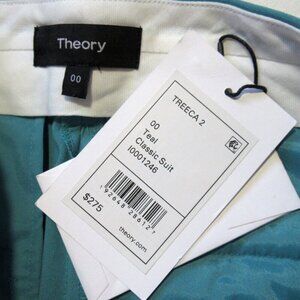 Theory
00
TREECA 2
00
Teal
Classic Suit
I0001246
$275
theory.com